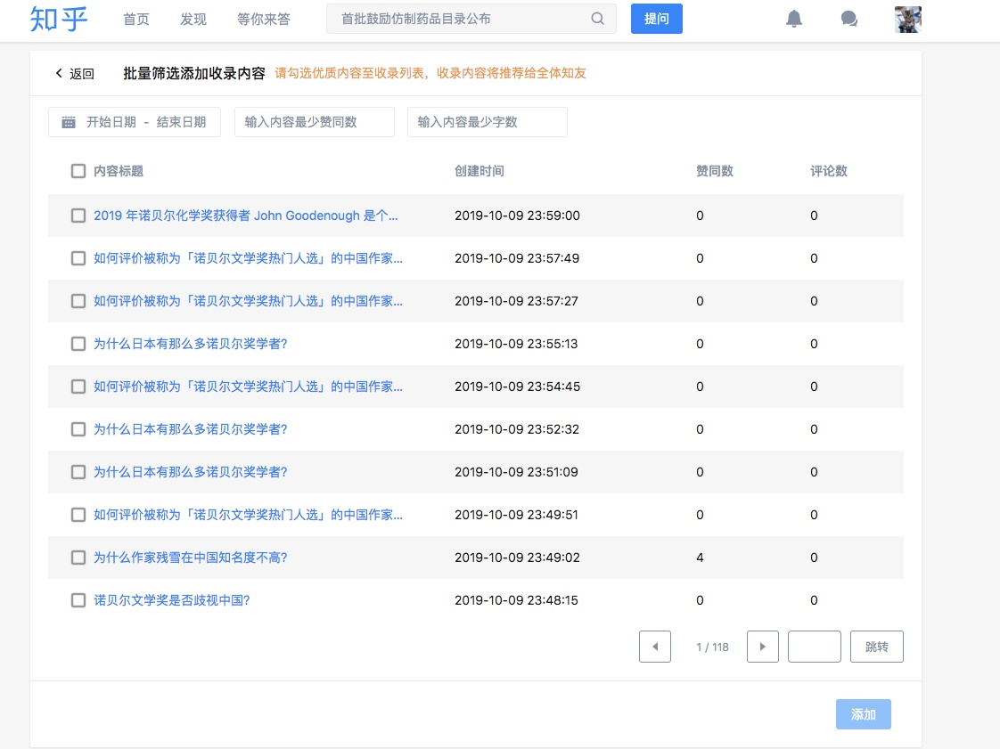 知乎 首页 发现 等你来答 首批鼓励仿制药品目录公布 提问
返回 批量筛选添加收录内容 请勾选优质内容至收录列表，收录内容将推荐给全体知友
开始日期 - 结束日期 输入内容最少赞同数 输入内容最少字数
内容标题 创建时间 赞同数 评论数
2019 年诺贝尔化学奖获得者 John Goodenough 是个... 2019-10-09 23:59:00 0 0
如何评价被称为「诺贝尔文学奖热门人选」的中国作家... 2019-10-09 23:57:49 0 0
如何评价被称为「诺贝尔文学奖热门人选」的中国作家... 2019-10-09 23:57:27 0 0
为什么日本有那么多诺贝尔奖学者? 2019-10-09 23:55:13 0 0
如何评价被称为「诺贝尔文学奖热门人选」的中国作家... 2019-10-09 23:54:45 0 0
为什么日本有那么多诺贝尔奖学者? 2019-10-09 23:52:32 0 0
为什么日本有那么多诺贝尔奖学者? 2019-10-09 23:51:09 0 0
如何评价被称为「诺贝尔文学奖热门人选」的中国作家... 2019-10-09 23:49:51 0 0
为什么作家残雪在中国知名度不高? 2019-10-09 23:49:02 4 0
诺贝尔文学奖是否歧视中国? 2019-10-09 23:48:15 0 0
1 / 118 跳转
添加